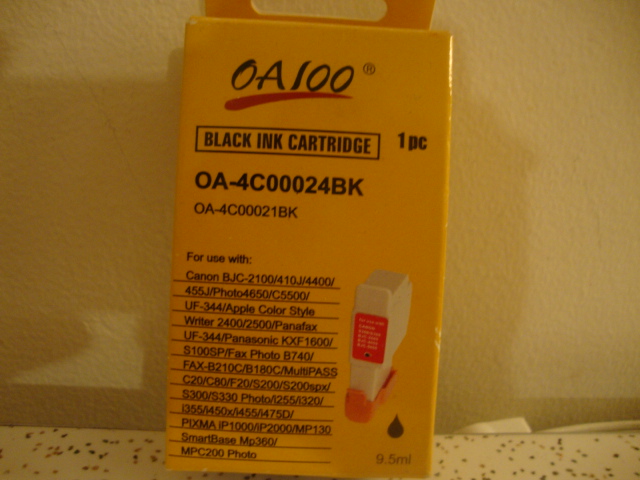 OA100 ®
BLACK INK CARTRIDGE 1 pc
OA-4C00024BK
OA-4C00021BK
For use with:
Canon BJC-2100/410J/4400/
455J/Photo4650/C5500/
UF-344/Apple Color Style
Writer 2400/2500/Panafax
UF-344/Panasonic KXF1600/
S100SP/Fax Photo B740/
FAX-B210C/B180C/MultiPASS
C20/C80/F20/S200/S200spx/
S300/S330 Photo/i255/i320/
i355/i450x/i455/i475D/
PIXMA iP1000/iP2000/MP130
SmartBase Mp360/
MPC200 Photo
9.5ml